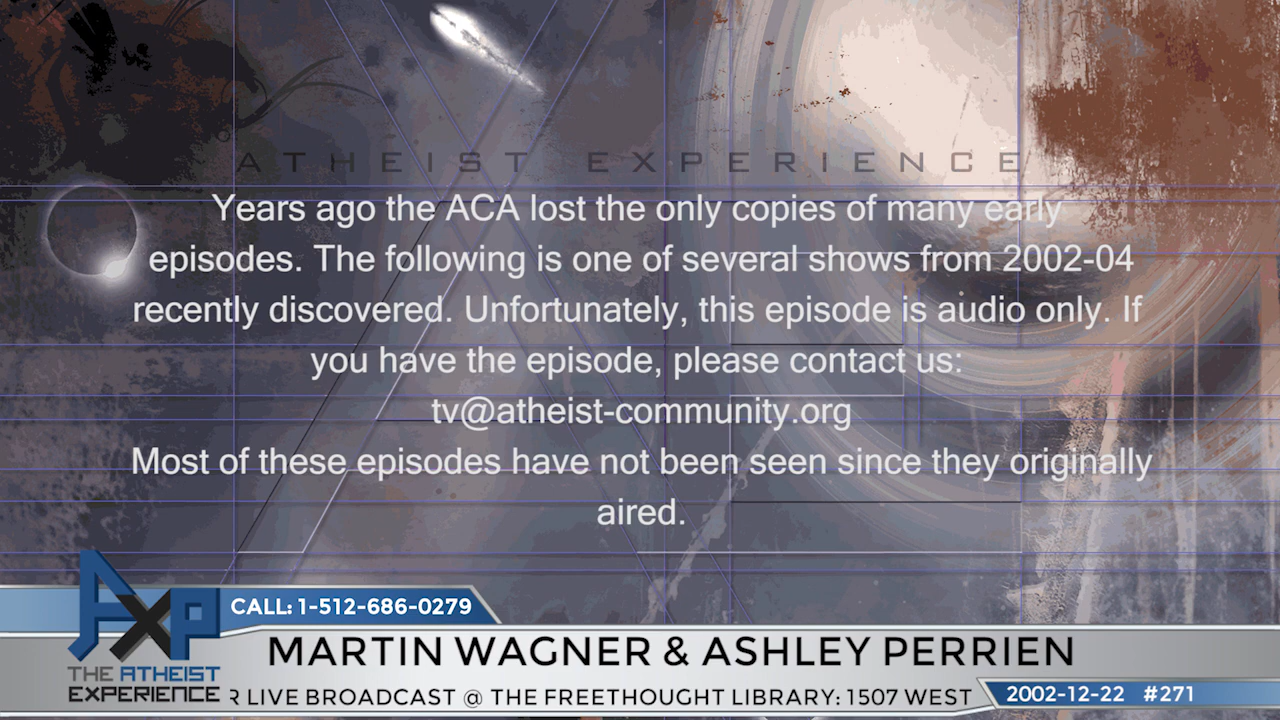 ATHEIST EXPERIENCE
Years ago the ACA lost the only copies of many early
episodes. The following is one of several shows from 2002-04
recently discovered. Unfortunately, this episode is audio only. If
you have the episode, please contact us:
tv@atheist-community.org
Most of these episodes have not been seen since they originally
aired.
CALL: 1-512-686-0279
AXP
THE ATHEIST
EXPERIENCE
MARTIN WAGNER & ASHLEY PERRIEN
R LIVE BROADCAST @ THE FREETHOUGHT LIBRARY: 1507 WEST
2002-12-22 #271